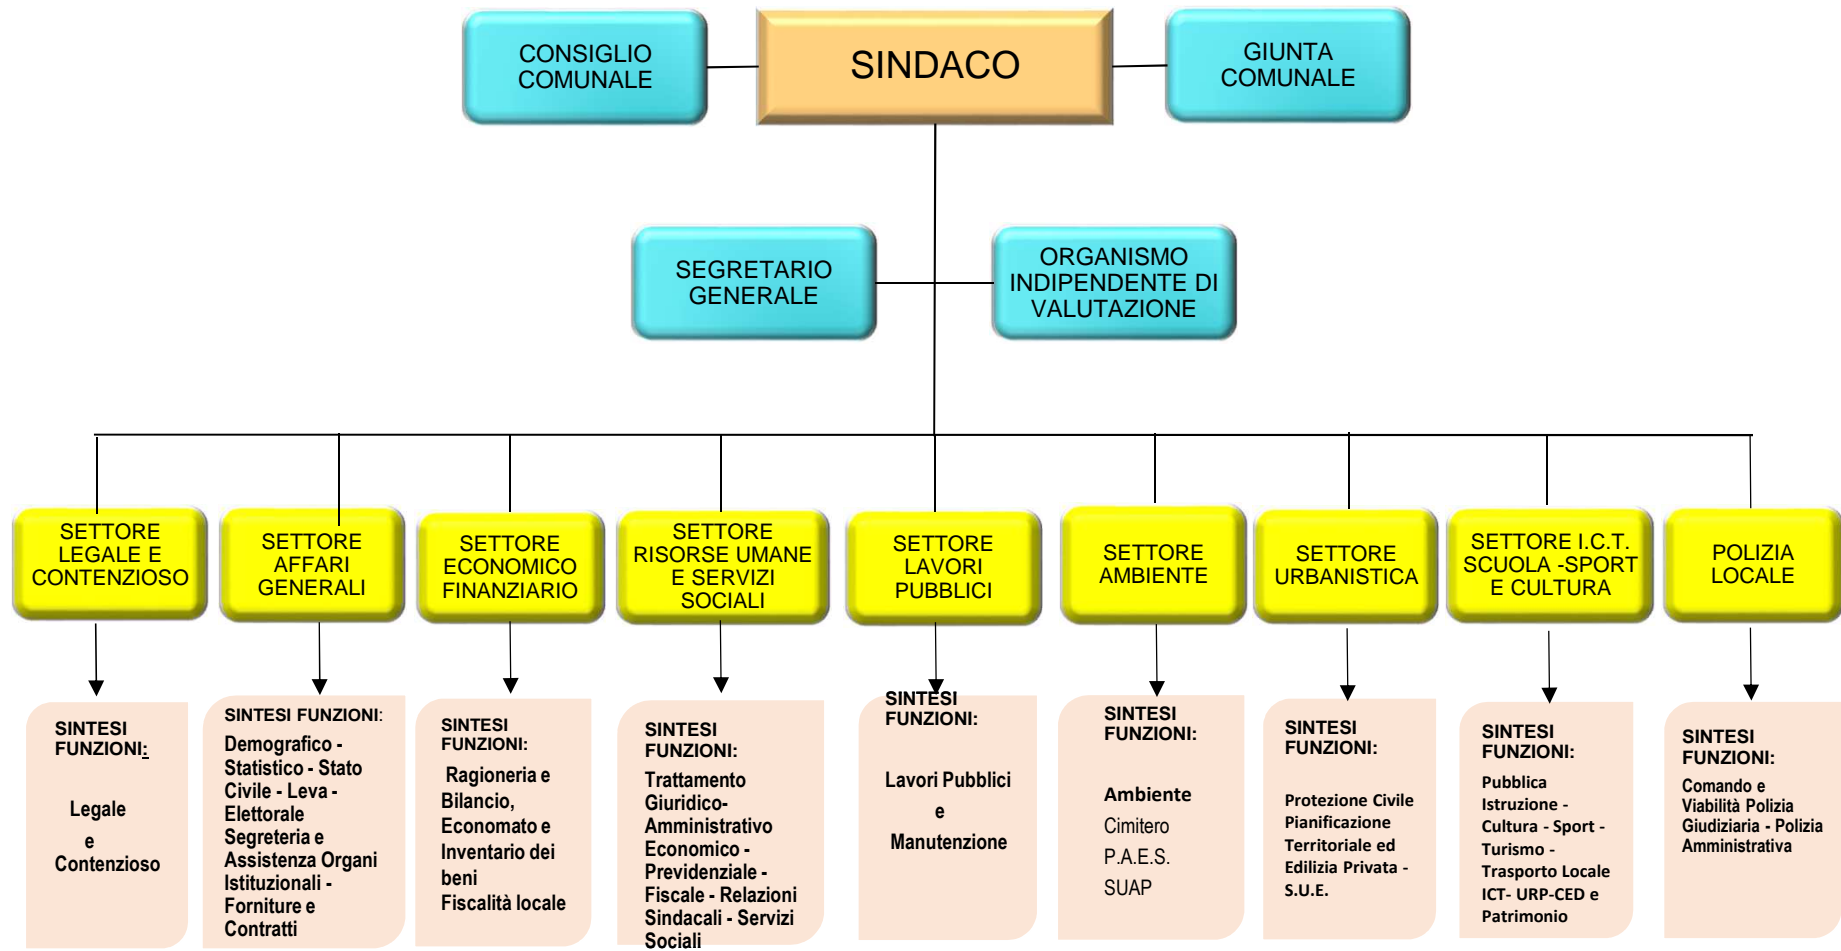 CONSIGLIO
COMUNALE
SINDACO
GIUNTA
COMUNALE
SEGRETARIO
GENERALE
ORGANISMO
INDIPENDENTE DI
VALUTAZIONE
SETTORE
LEGALE E
CONTENZIOSO
SETTORE
AFFARI
GENERALI
SETTORE
ECONOMICO
FINANZIARIO
SETTORE
RISORSE UMANE
E SERVIZI
SOCIALI
SETTORE
LAVORI
PUBBLICI
SETTORE
AMBIENTE
SETTORE
URBANISTICA
SETTORE I.C.T.
SCUOLA -SPORT
E CULTURA
POLIZIA
LOCALE
SINTESI
FUNZIONI:
Legale
e
Contenzioso
SINTESI FUNZIONI:
Demografico -
Statistico - Stato
Civile - Leva -
Elettorale
Segreteria e
Assistenza Organi
Istituzionali -
Forniture e
Contratti
SINTESI
FUNZIONI:
Ragioneria e
Bilancio,
Economato e
Inventario dei
beni
Fiscalità locale
SINTESI
FUNZIONI:
Trattamento
Giuridico-
Amministrativo
Economico -
Previdenziale -
Fiscale - Relazioni
Sindacali - Servizi
Sociali
SINTESI
FUNZIONI:
Lavori Pubblici
e
Manutenzione
SINTESI
FUNZIONI:
Ambiente
Cimitero
P.A.E.S.
SUAP
SINTESI
FUNZIONI:
Protezione Civile
Pianificazione
Territoriale ed
Edilizia Privata -
S.U.E.
SINTESI
FUNZIONI:
Pubblica
Istruzione -
Cultura - Sport -
Turismo -
Trasporto Locale
ICT- URP-CED e
Patrimonio
SINTESI
FUNZIONI:
Comando e
Viabilità Polizia
Giudiziaria - Polizia
Amministrativa